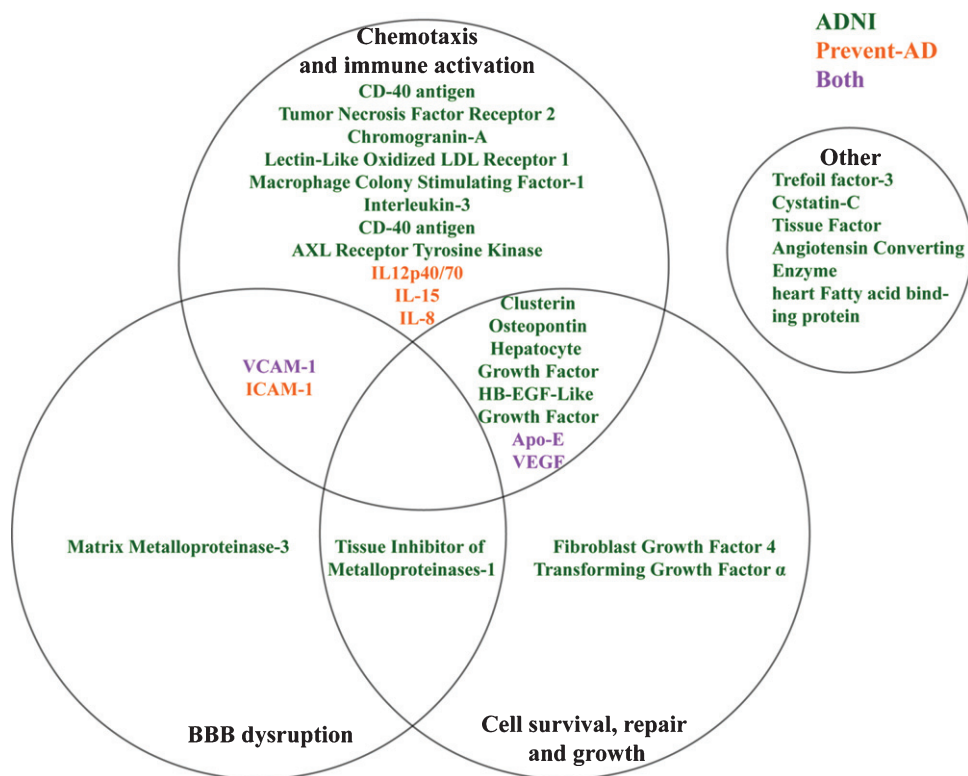 Chemotaxis
and immune activation
CD-40 antigen
Tumor Necrosis Factor Receptor 2
Chromogranin-A
Lectin-Like Oxidized LDL Receptor 1
Macrophage Colony Stimulating Factor-1
Interleukin-3
CD-40 antigen
AXL Receptor Tyrosine Kinase
IL12p40/70
IL-15
IL-8
ADNI
Prevent-AD
Both
Other
Trefoil factor-3
Cystatin-C
Tissue Factor
Angiotensin Converting
Enzyme
heart Fatty acid bind-
ing protein
Clusterin
Osteopontin
Hepatocyte
Growth Factor
HB-EGF-Like
Growth Factor
Apo-E
VEGF
VCAM-1
ICAM-1
Matrix Metalloproteinase-3
Tissue Inhibitor of
Metalloproteinases-1
Fibroblast Growth Factor 4
Transforming Growth Factor α
BBB dysruption
Cell survival, repair
and growth